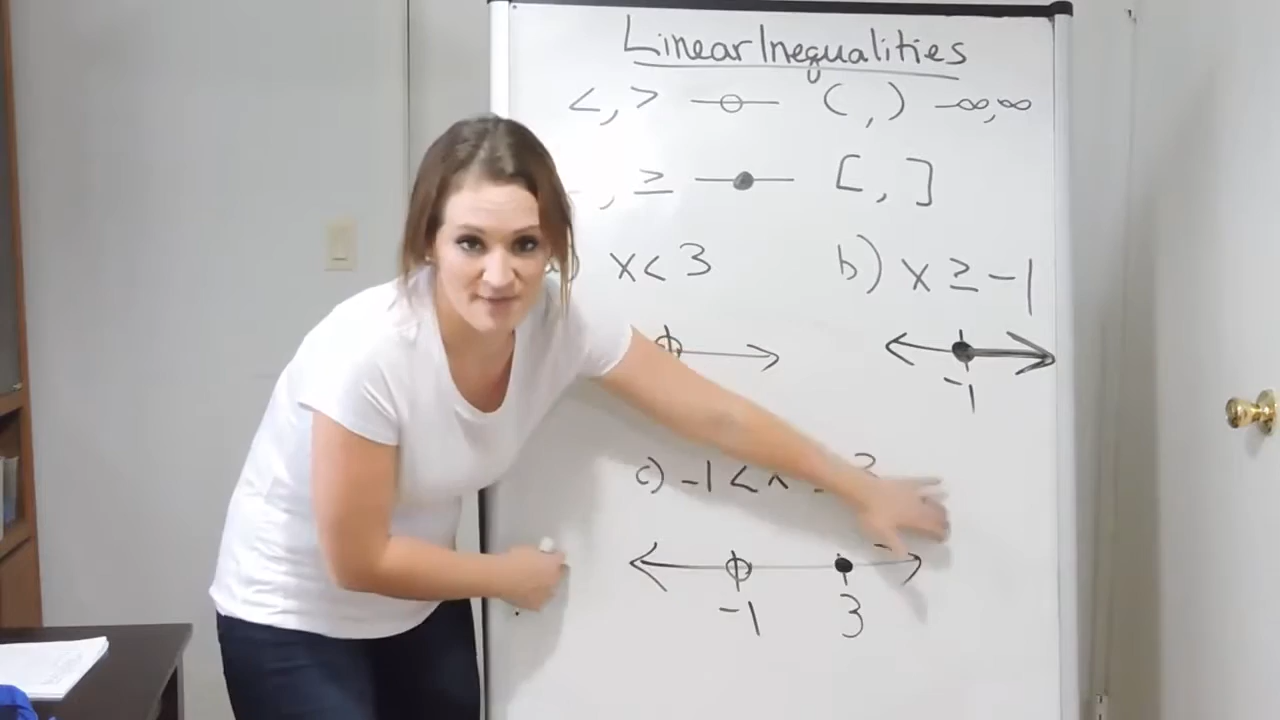 Linear Inequalities
<, > ( , ) -∞, ∞
, ≥ [ , ]
a) x < 3 b) x ≥ -1
-1
c) -1 <
-1 3